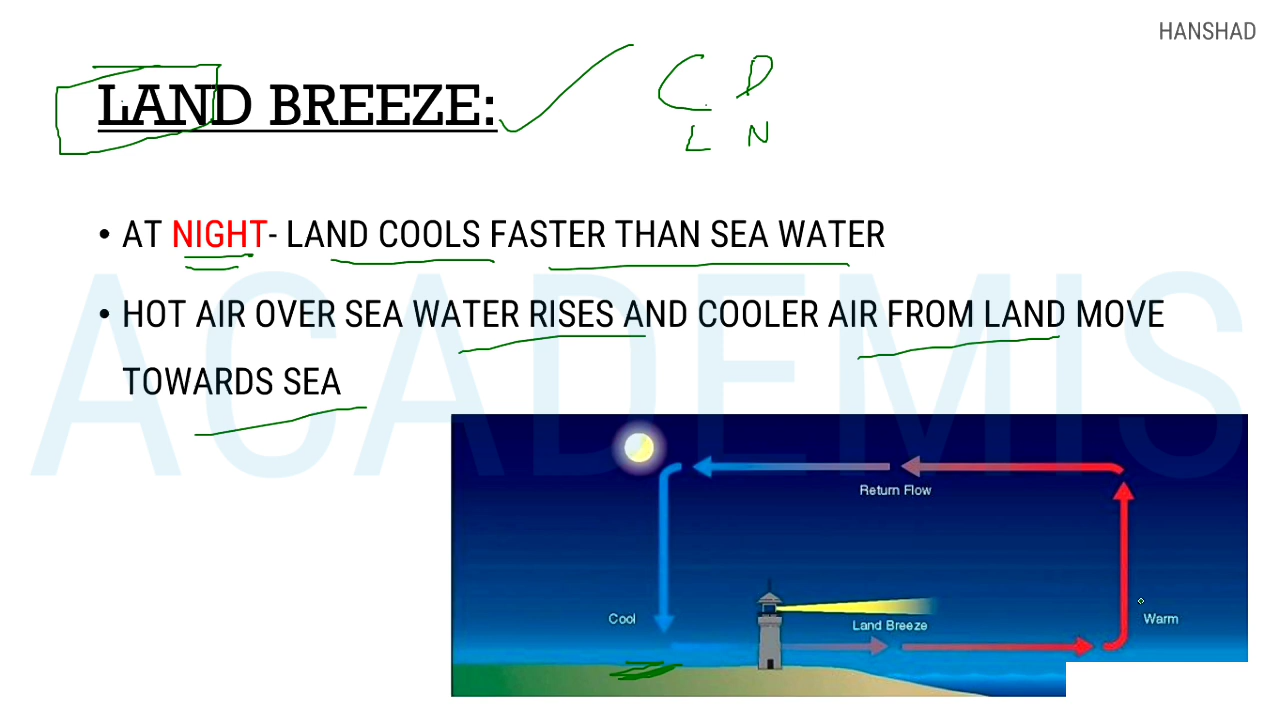 HANSHAD
LAND BREEZE:
C D
L N
• AT NIGHT- LAND COOLS FASTER THAN SEA WATER
• HOT AIR OVER SEA WATER RISES AND COOLER AIR FROM LAND MOVE
TOWARDS SEA
ACADEMIS
Return Flow
Cool
Land Breeze
Warm